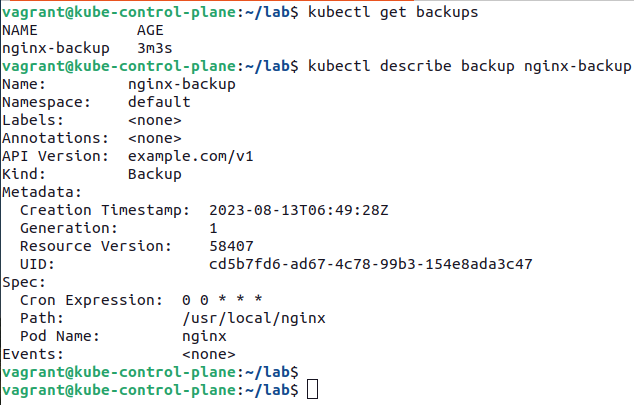 vagrant@kube-control-plane:~/lab$ kubectl get backups
NAME           AGE
nginx-backup   3m3s
vagrant@kube-control-plane:~/lab$ kubectl describe backup nginx-backup
Name:         nginx-backup
Namespace:    default
Labels:       <none>
Annotations:  <none>
API Version:  example.com/v1
Kind:         Backup
Metadata:
  Creation Timestamp:  2023-08-13T06:49:28Z
  Generation:          1
  Resource Version:    58407
  UID:                 cd5b7fd6-ad67-4c78-99b3-154e8ada3c47
Spec:
  Cron Expression:  0 0 * * *
  Path:             /usr/local/nginx
  Pod Name:         nginx
Events:             <none>
vagrant@kube-control-plane:~/lab$
vagrant@kube-control-plane:~/lab$